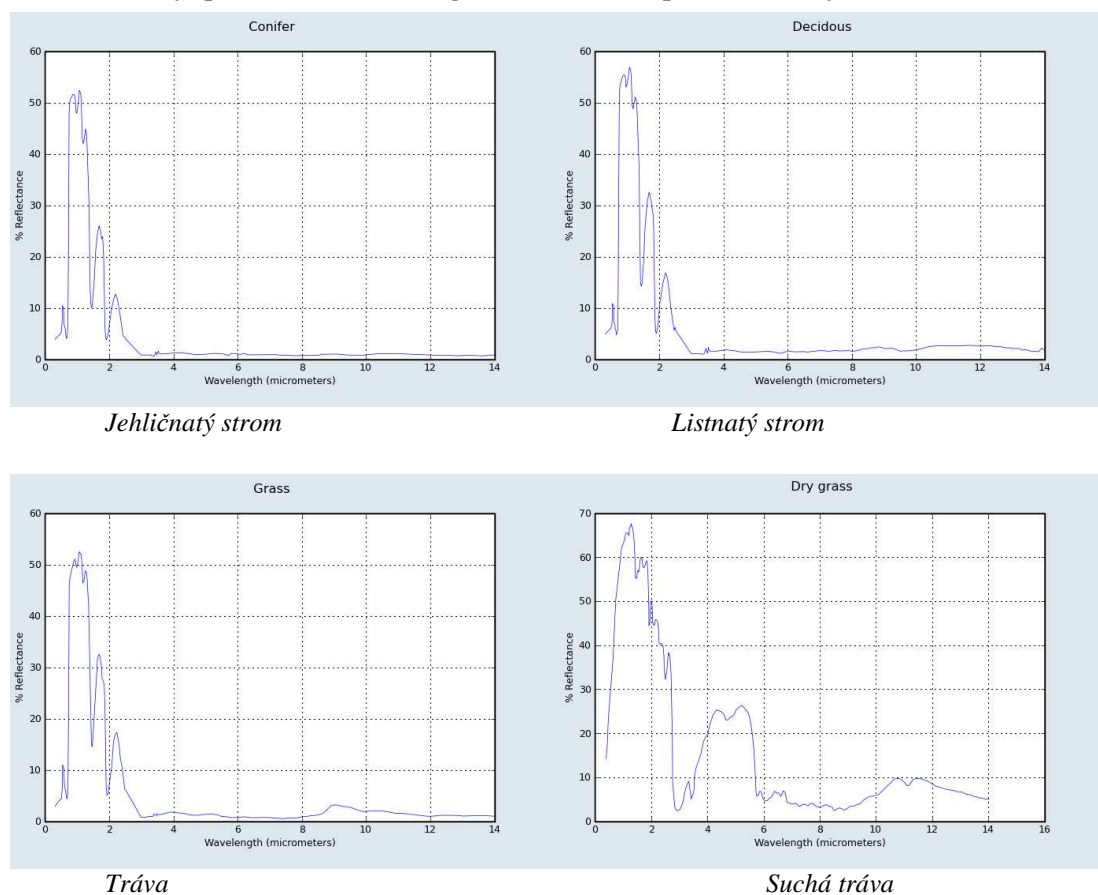 Conifer
60
50
40
30
20
10
0
% Reflectance
0 2 4 6 8 10 12 14
Wavelength (micrometers)
Jehličnatý strom
Decidous
60
50
40
30
20
10
0
% Reflectance
0 2 4 6 8 10 12 14
Wavelength (micrometers)
Listnatý strom
Grass
60
50
40
30
20
10
0
% Reflectance
0 2 4 6 8 10 12 14
Wavelength (micrometers)
Tráva
Dry grass
70
60
50
40
30
20
10
0
% Reflectance
0 2 4 6 8 10 12 14 16
Wavelength (micrometers)
Suchá tráva